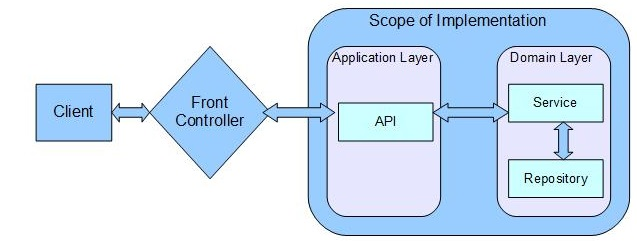 Scope of Implementation
Application Layer
Domain Layer
Client
Front
Controller
API
Service
Repository